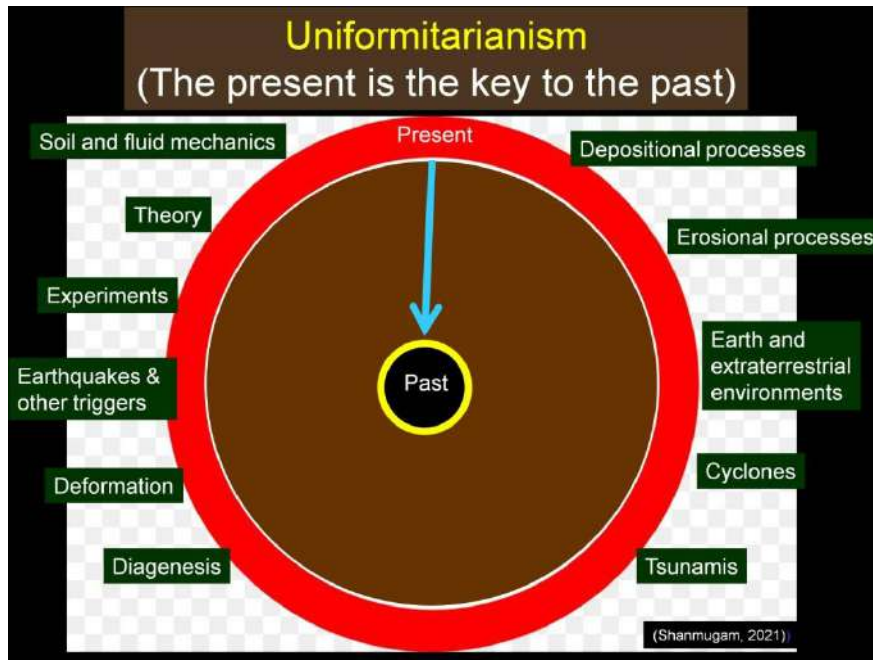 Uniformitarianism
(The present is the key to the past)
Soil and fluid mechanics
Present
Depositional processes
Theory
Erosional processes
Experiments
Earthquakes &
other triggers
Past
Earth and
extraterrestrial
environments
Deformation
Cyclones
Diagenesis
Tsunamis
(Shanmugam, 2021))